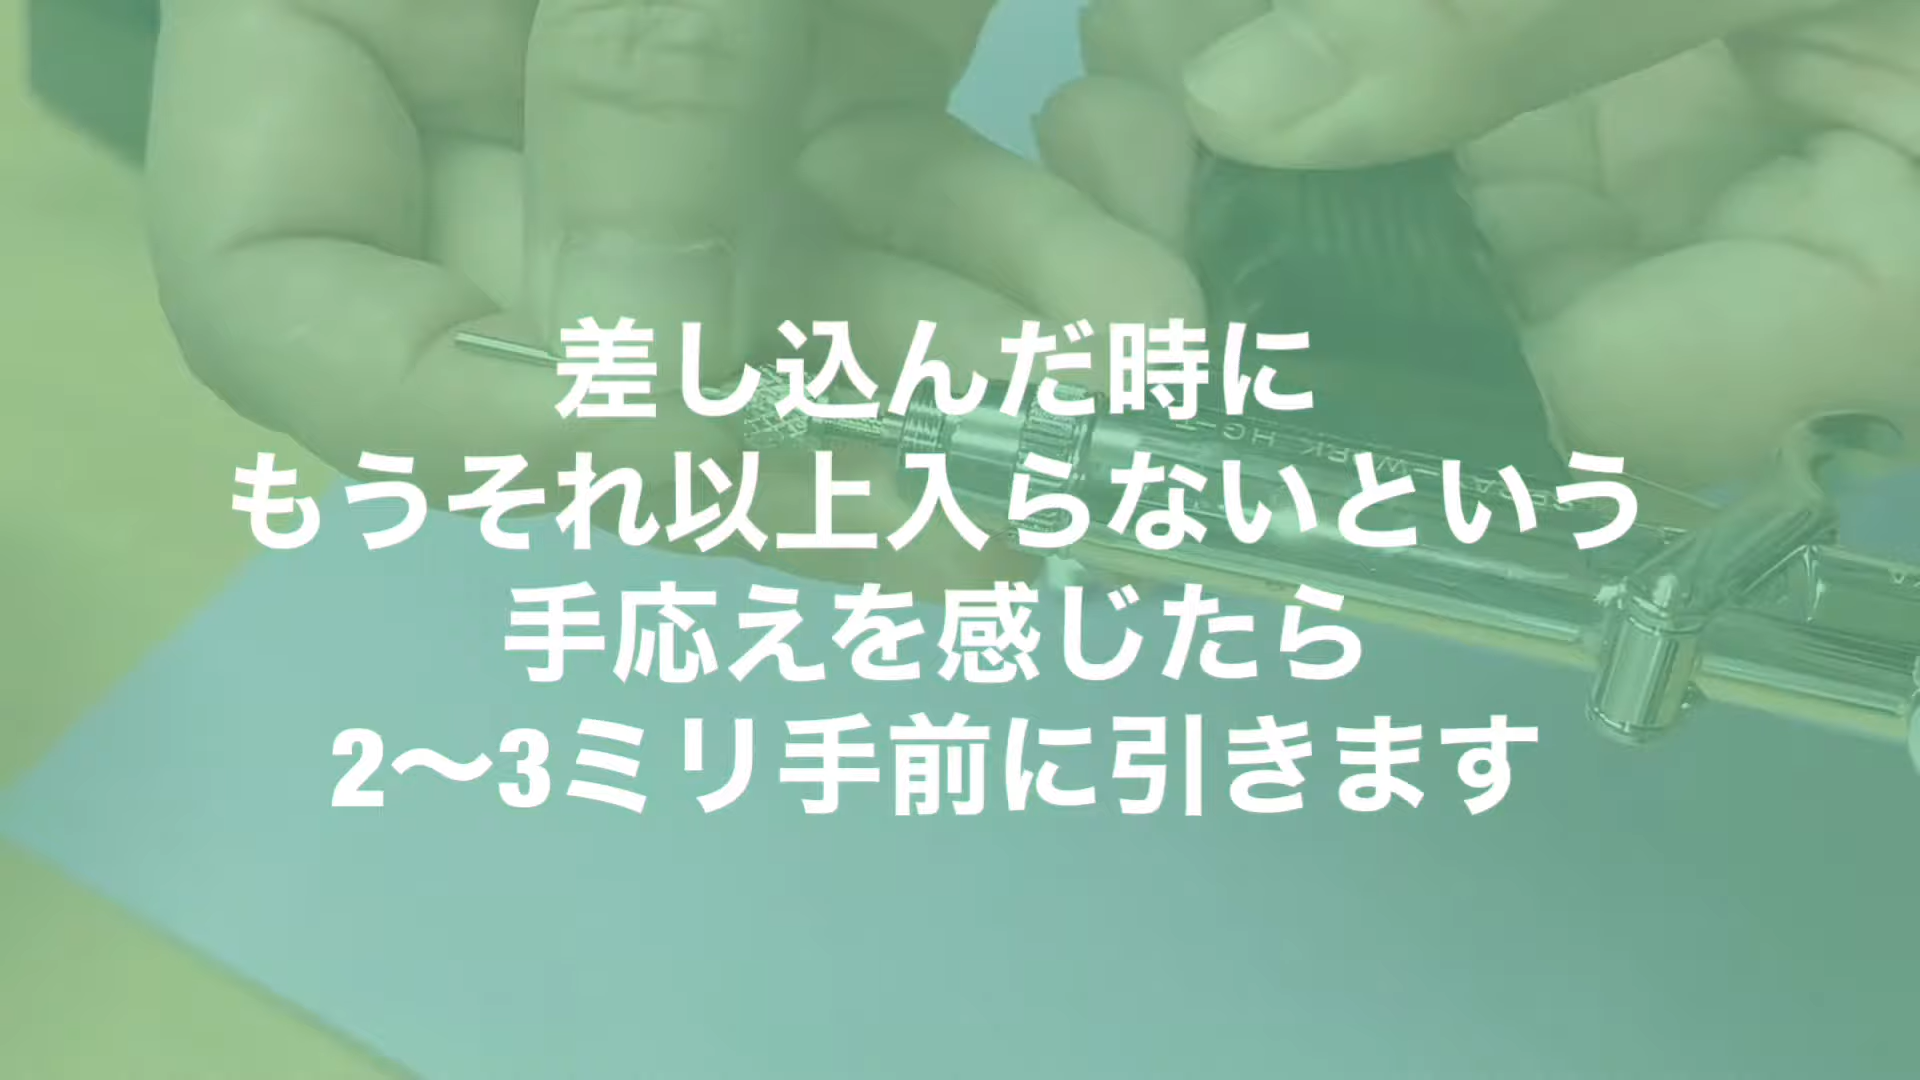 差し込んだ時に
もうそれ以上入らないという
手応えを感じたら
2〜3ミリ手前に引きます